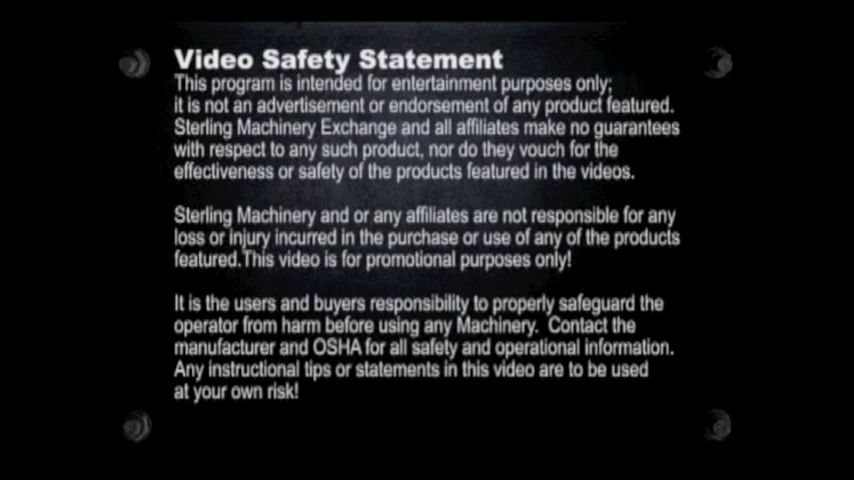 Video Safety Statement
This program is intended for entertainment purposes only;
it is not an advertisement or endorsement of any product featured.
Sterling Machinery Exchange and all affiliates make no guarantees
with respect to any such product, nor do they vouch for the
effectiveness or safety of the products featured in the videos.
Sterling Machinery and or any affiliates are not responsible for any
loss or injury incurred in the purchase or use of any of the products
featured.This video is for promotional purposes only!
It is the users and buyers responsibility to properly safeguard the
operator from harm before using any Machinery. Contact the
manufacturer and OSHA for all safety and operational information.
Any instructional tips or statements in this video are to be used
at your own risk!